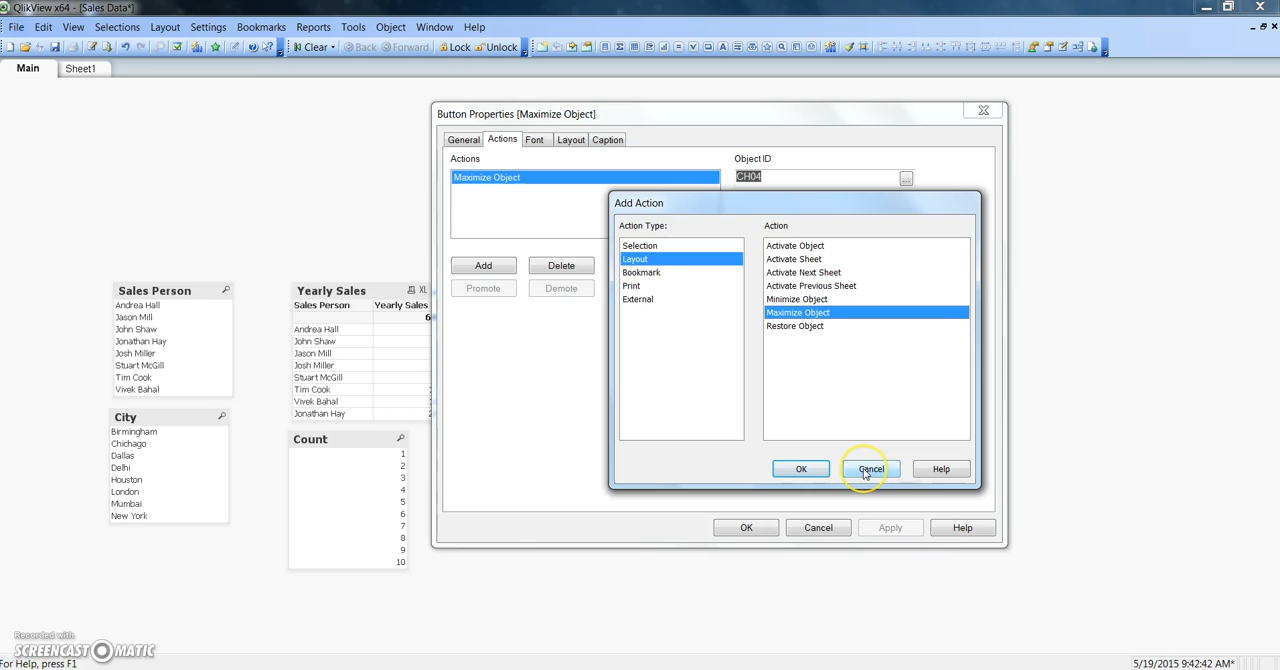 QlikView x64 - [Sales Data*]
File Edit View Selections Layout Settings Bookmarks Reports Tools Object Window Help
Clear Back Forward Lock Unlock
Main Sheet1
Button Properties [Maximize Object]
General Actions Font Layout Caption
Actions Object ID
Maximize Object CH04 ...
Add Action
Action Type: Action
Selection Activate Object
Layout Activate Sheet
Bookmark Activate Next Sheet
Print Activate Previous Sheet
External Minimize Object
Maximize Object
Restore Object
Add Delete
Promote Demote
OK Cancel Help
OK Cancel Apply Help
Sales Person
Andrea Hall
Jason Mill
John Shaw
Jonathan Hay
Josh Miller
Stuart McGill
Tim Cook
Vivek Bahal
Yearly Sales XL
Sales Person Yearly Sales
6
Andrea Hall
John Shaw
Jason Mill
Josh Miller
Stuart McGill
Tim Cook
Vivek Bahal
Jonathan Hay
City
Birmingham
Chichago
Dallas
Delhi
Houston
London
Mumbai
New York
Count
1
2
3
4
5
6
7
8
9
10
Recorded with
SCREENCAST MATIC
For Help, press F1 5/19/2015 9:42:42 AM*